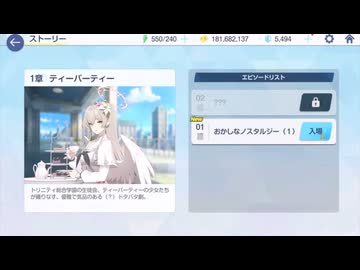 ストーリー
550/240
181,682,137
5,494
1章 ティーパーティー
トリニティ総合学園の生徒会、ティーパーティーの少女たち
が織りなす、優雅で気品のある（？）ドタバタ劇。
エピソードリスト
02
???
New
01
おかしなノスタルジー（1）
入場